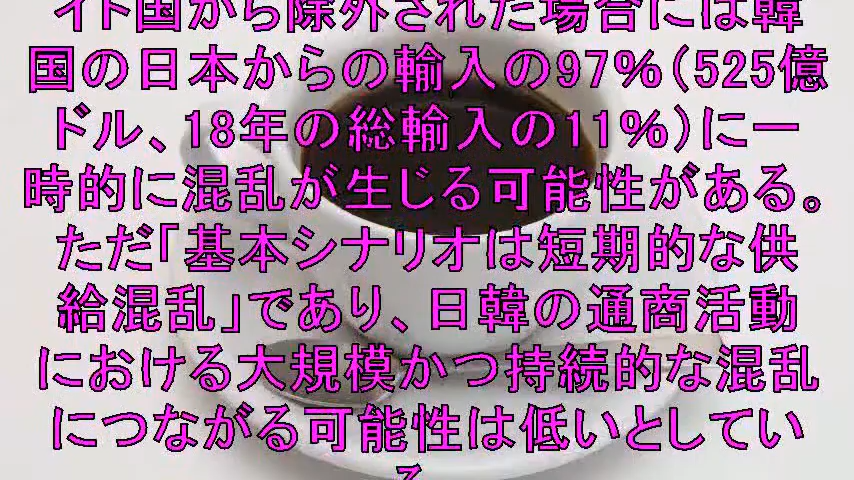 イト国から除外された場合には韓
国の日本からの輸入の97％（525億
ドル、18年の総輸入の11％）に一
時的に混乱が生じる可能性がある。
ただ「基本シナリオは短期的な供
給混乱」であり、日韓の通商活動
における大規模かつ持続的な混乱
につながる可能性は低いとしてい
る